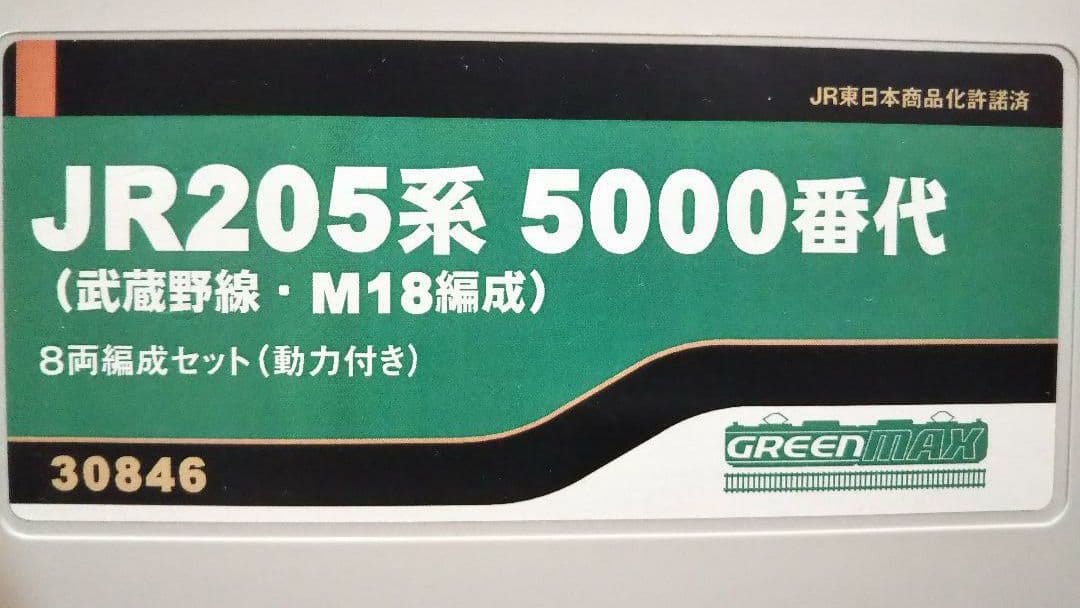 JR東日本商品化許諾済
JR205系 5000番代
（武蔵野線・M18編成）
8両編成セット（動力付き）
30846
GREENMAX